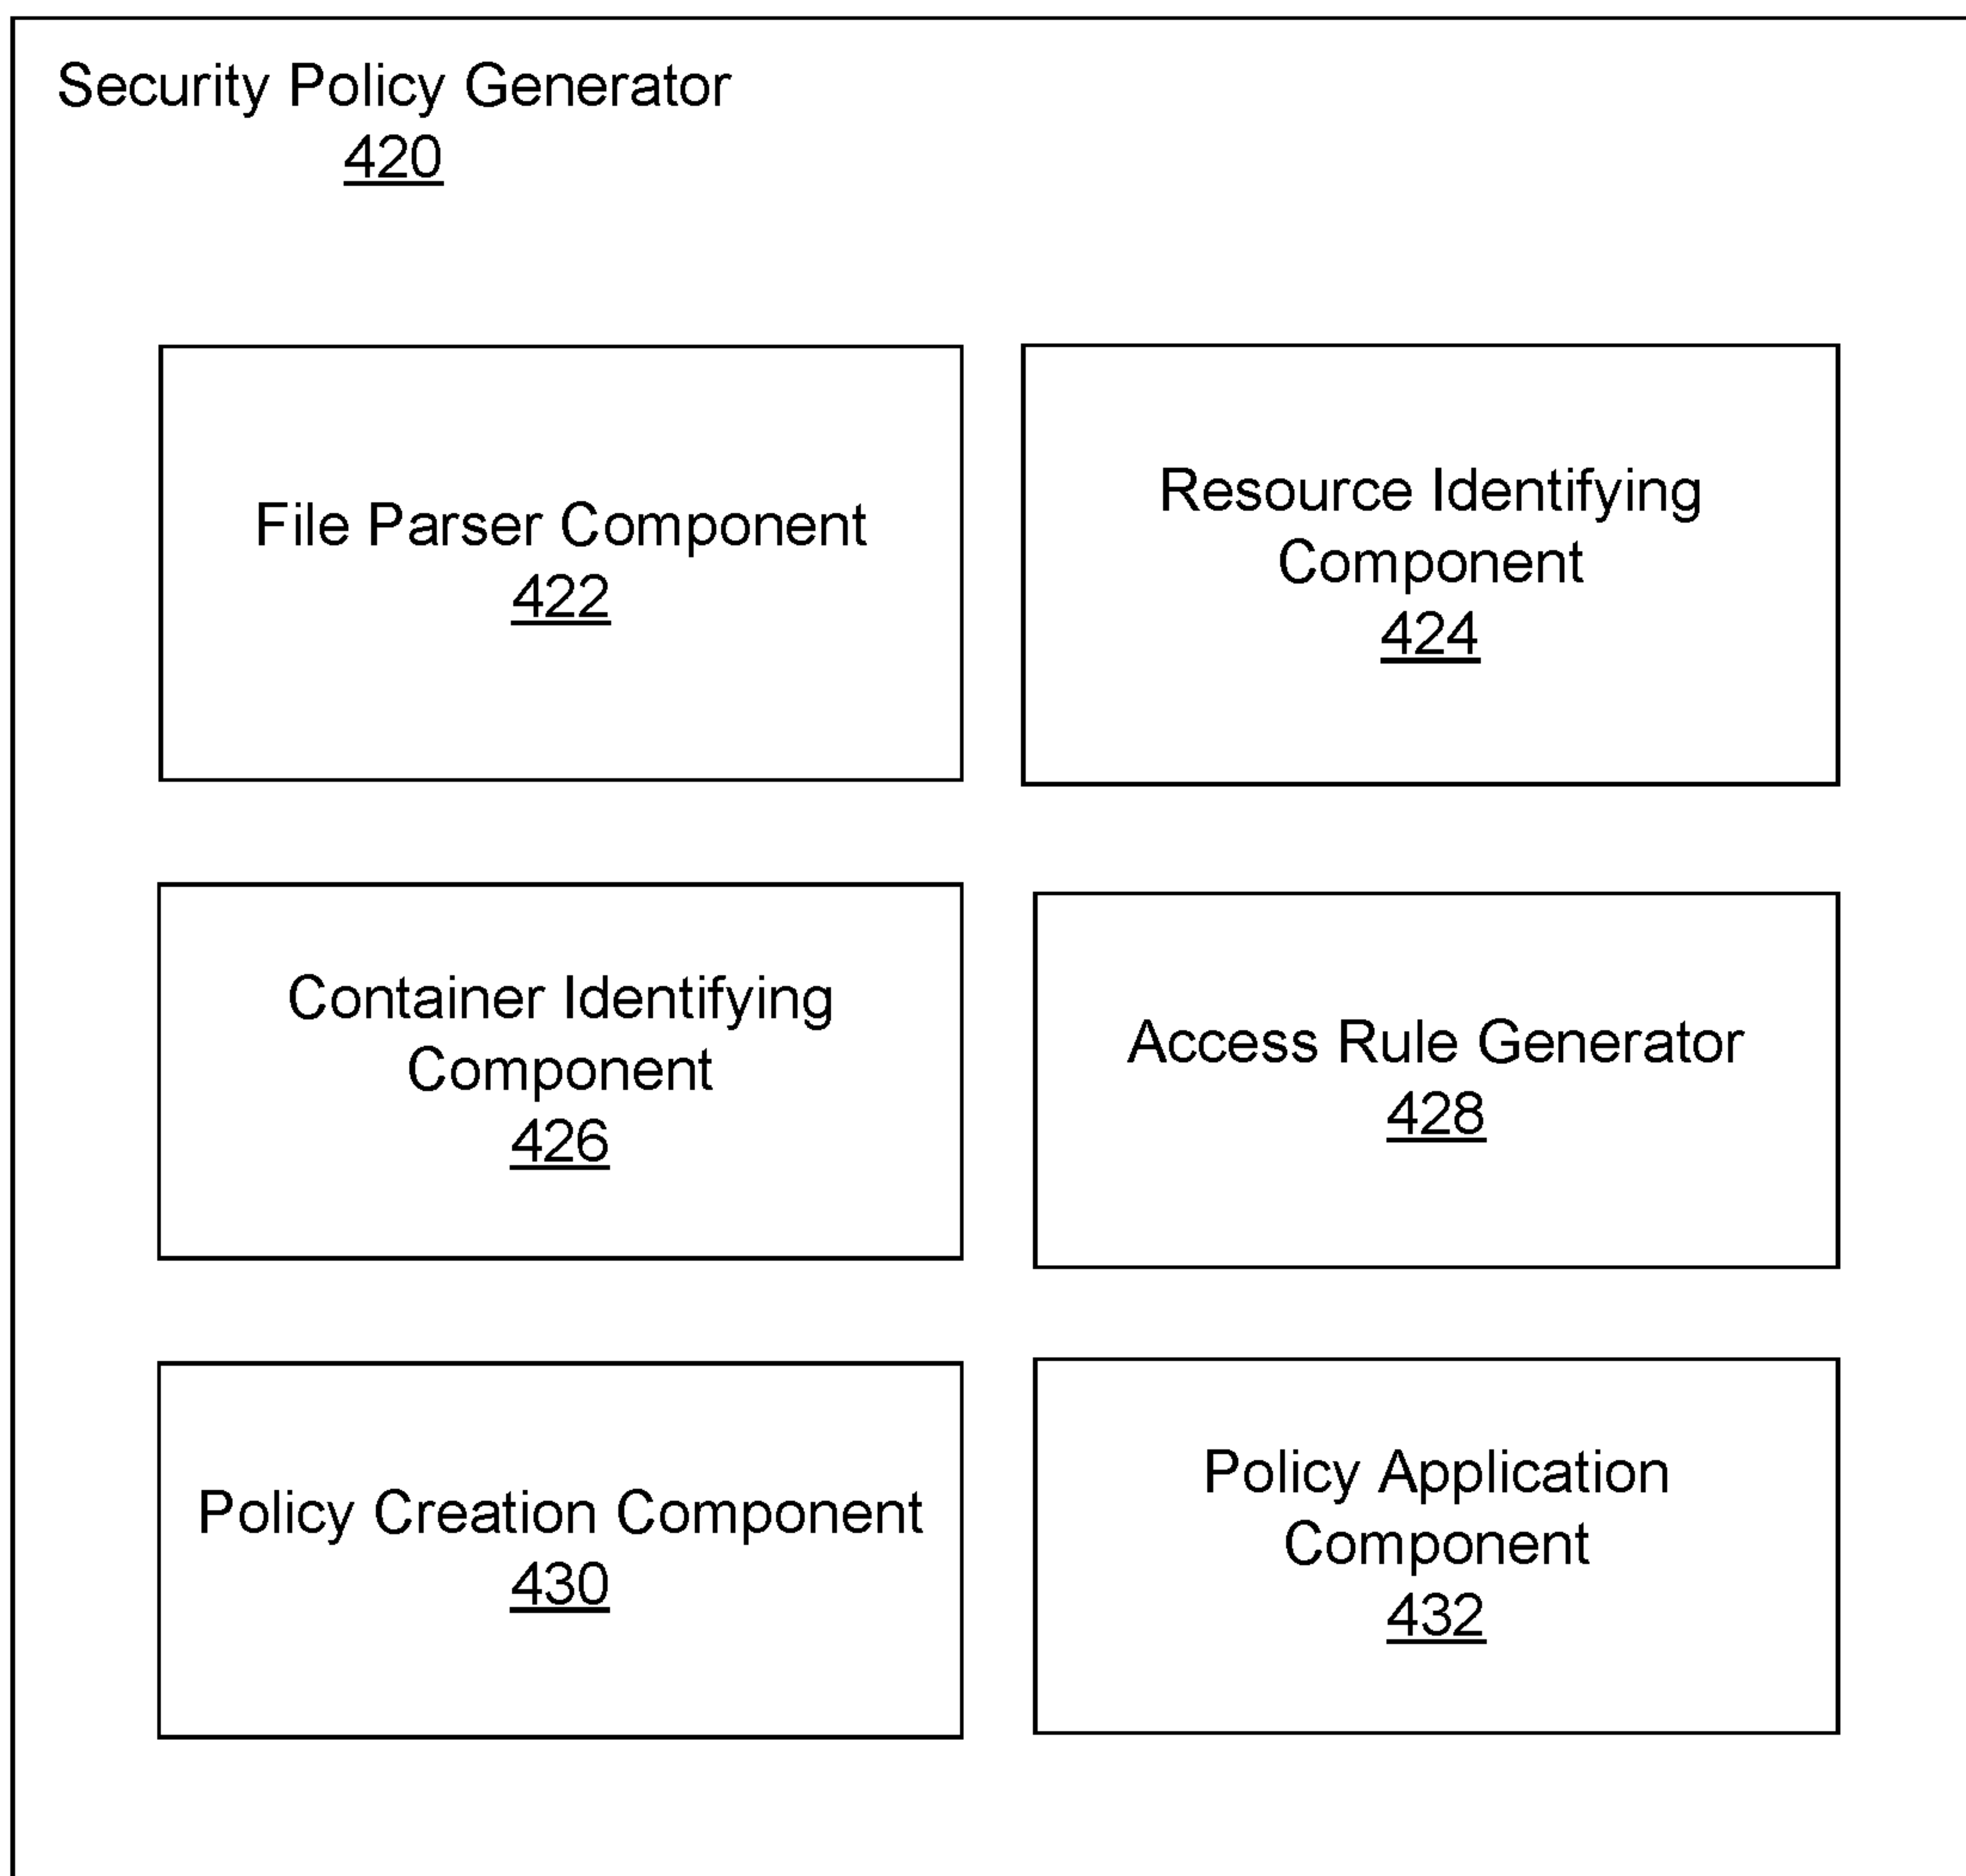 Security Policy Generator
420
File Parser Component
422
Resource Identifying
Component
424
Container Identifying
Component
426
Access Rule Generator
428
Policy Creation Component
430
Policy Application
Component
432